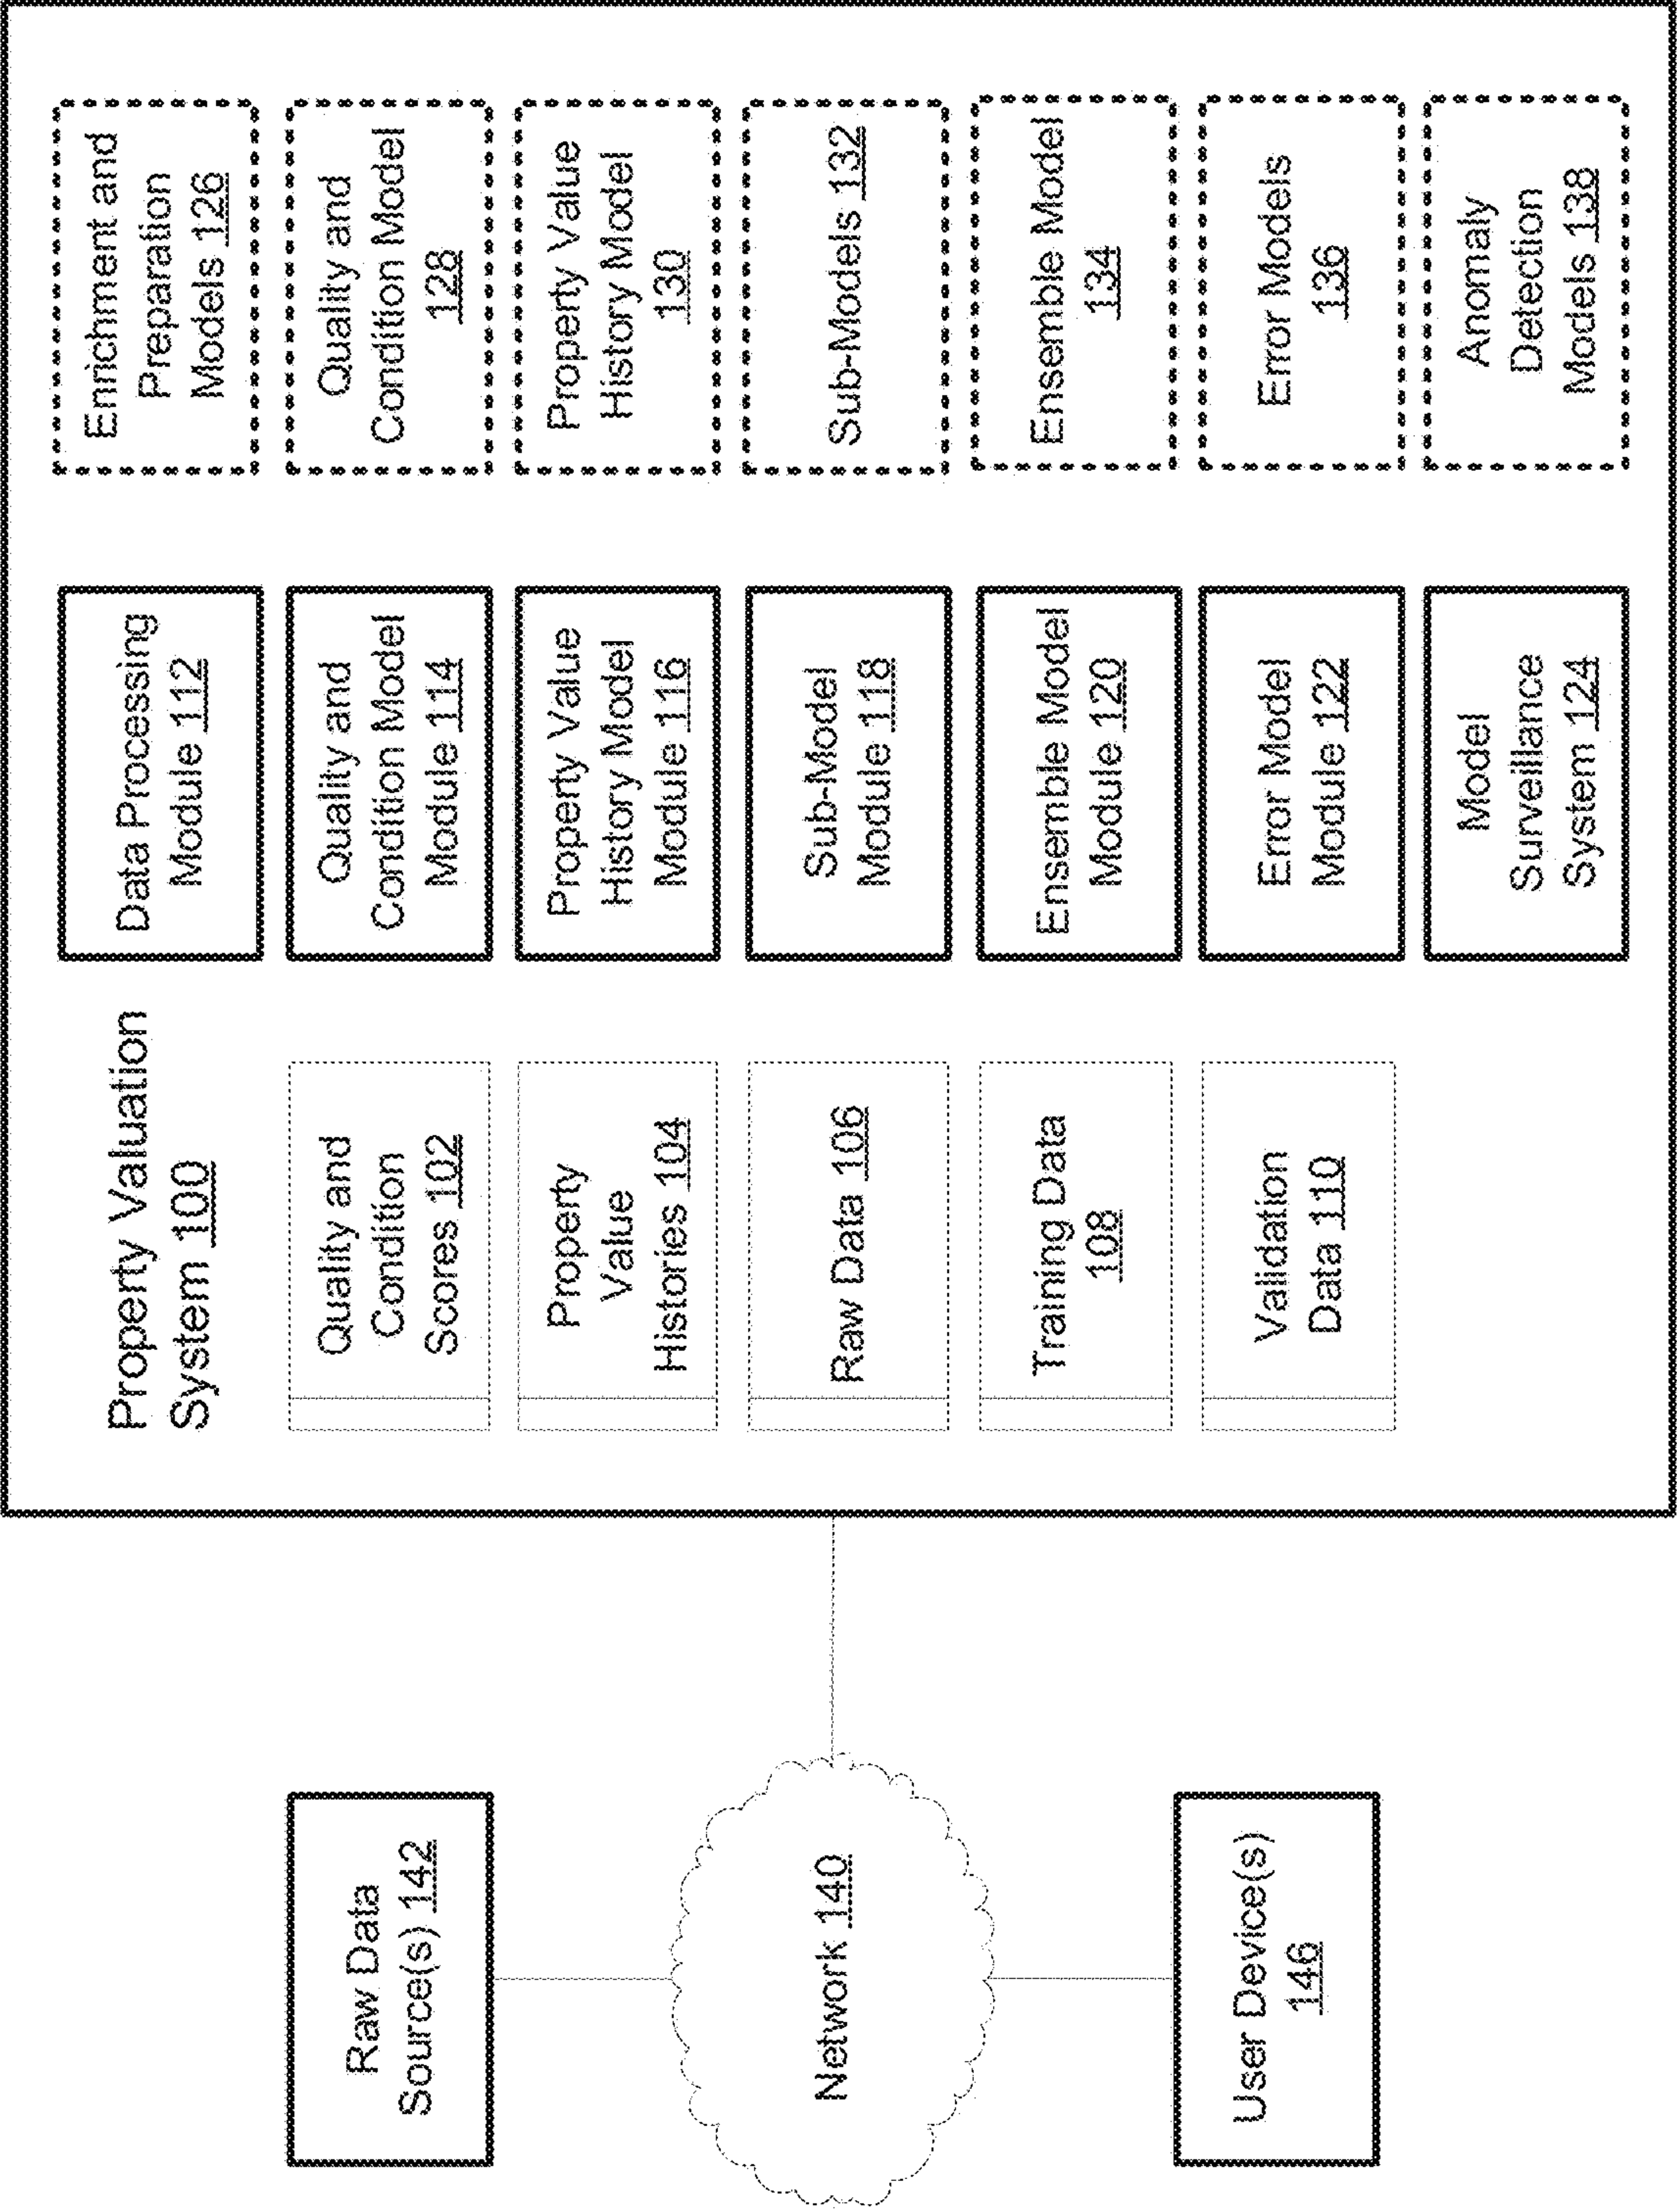 Raw Data
Source(s) 142
Network 140
User Device(s)
146
Property Valuation
System 100
Quality and
Condition
Scores 102
Property
Value
Histories 104
Raw Data 106
Training Data
108
Validation
Data 110
Data Processing
Module 112
Quality and
Condition Model
Module 114
Property Value
History Model
Module 116
Sub-Model
Module 118
Ensemble Model
Module 120
Error Model
Module 122
Model
Surveillance
System 124
Enrichment and
Preparation
Models 126
Quality and
Condition Model
128
Property Value
History Model
130
Sub-Models 132
Ensemble Model
134
Error Models
136
Anomaly
Detection
Models 138